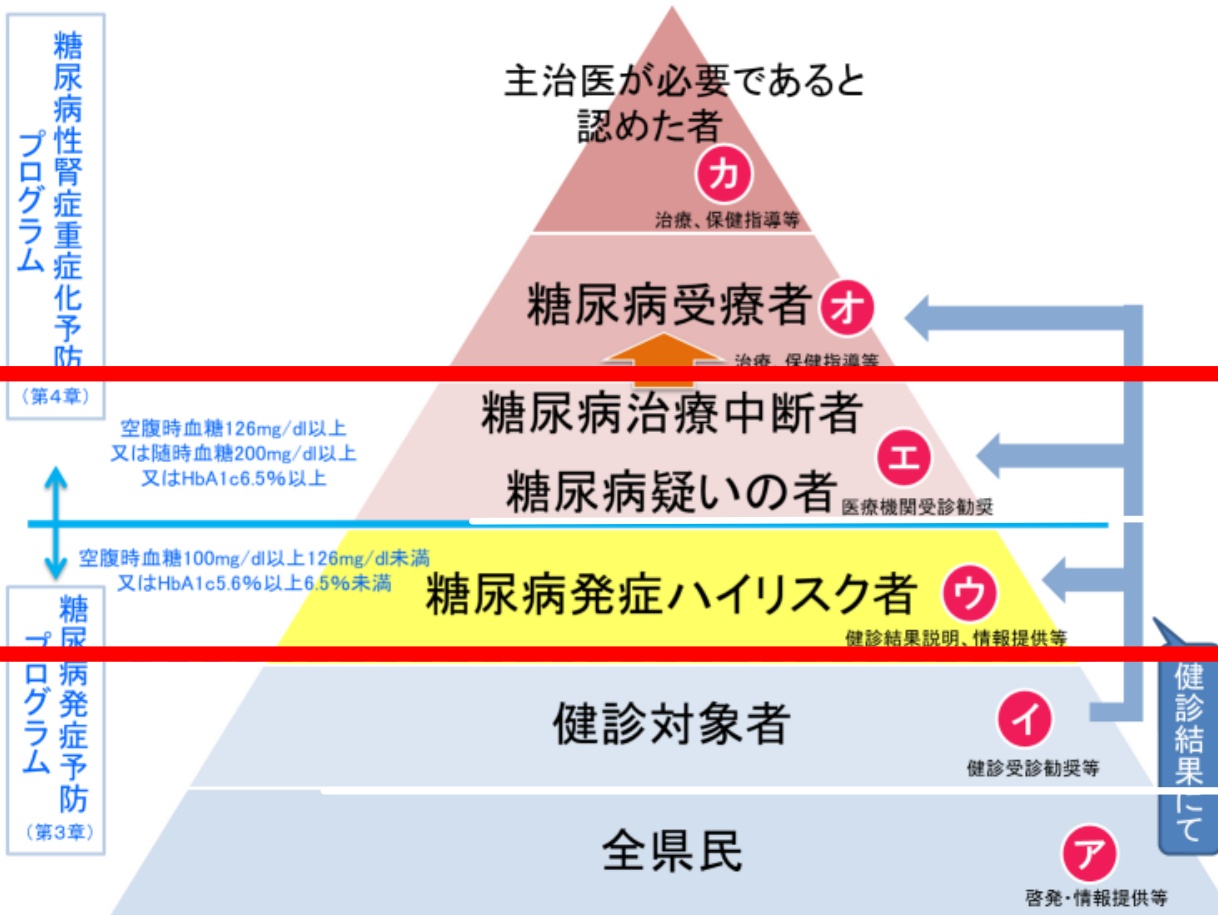 糖尿病性腎症重症化予防
プログラム
(第4章)
主治医が必要であると
認めた者
カ
治療、保健指導等
糖尿病受療者
オ
治療、保健指導等
糖尿病治療中断者
エ
糖尿病疑いの者
医療機関受診勧奨
空腹時血糖126mg/dl以上
又は随時血糖200mg/dl以上
又はHbA1c6.5%以上
空腹時血糖100mg/dl以上126mg/dl未満
又はHbA1c5.6%以上6.5%未満
糖尿病発症ハイリスク者
ウ
健診結果説明、情報提供等
糖尿病発症予防
プログラム
(第3章)
健診対象者
イ
健診受診勧奨等
健診結果にて
全県民
ア
啓発・情報提供等